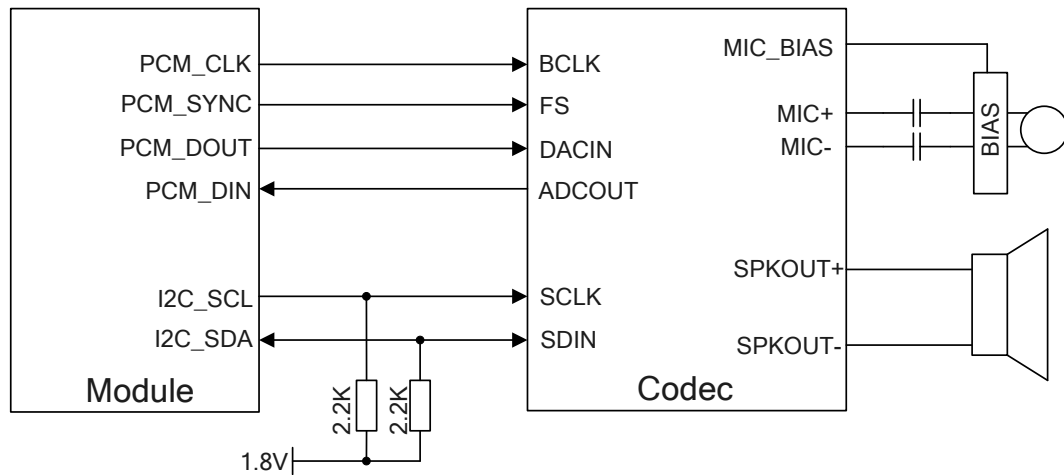 PCM_CLK
PCM_SYNC
PCM_DOUT
PCM_DIN
I2C_SCL
I2C_SDA
Module
BCLK
FS
DACIN
ADCOUT
SCLK
SDIN
Codec
MIC_BIAS
MIC+
MIC-
SPKOUT+
SPKOUT-
BIAS
2.2K
2.2K
1.8V